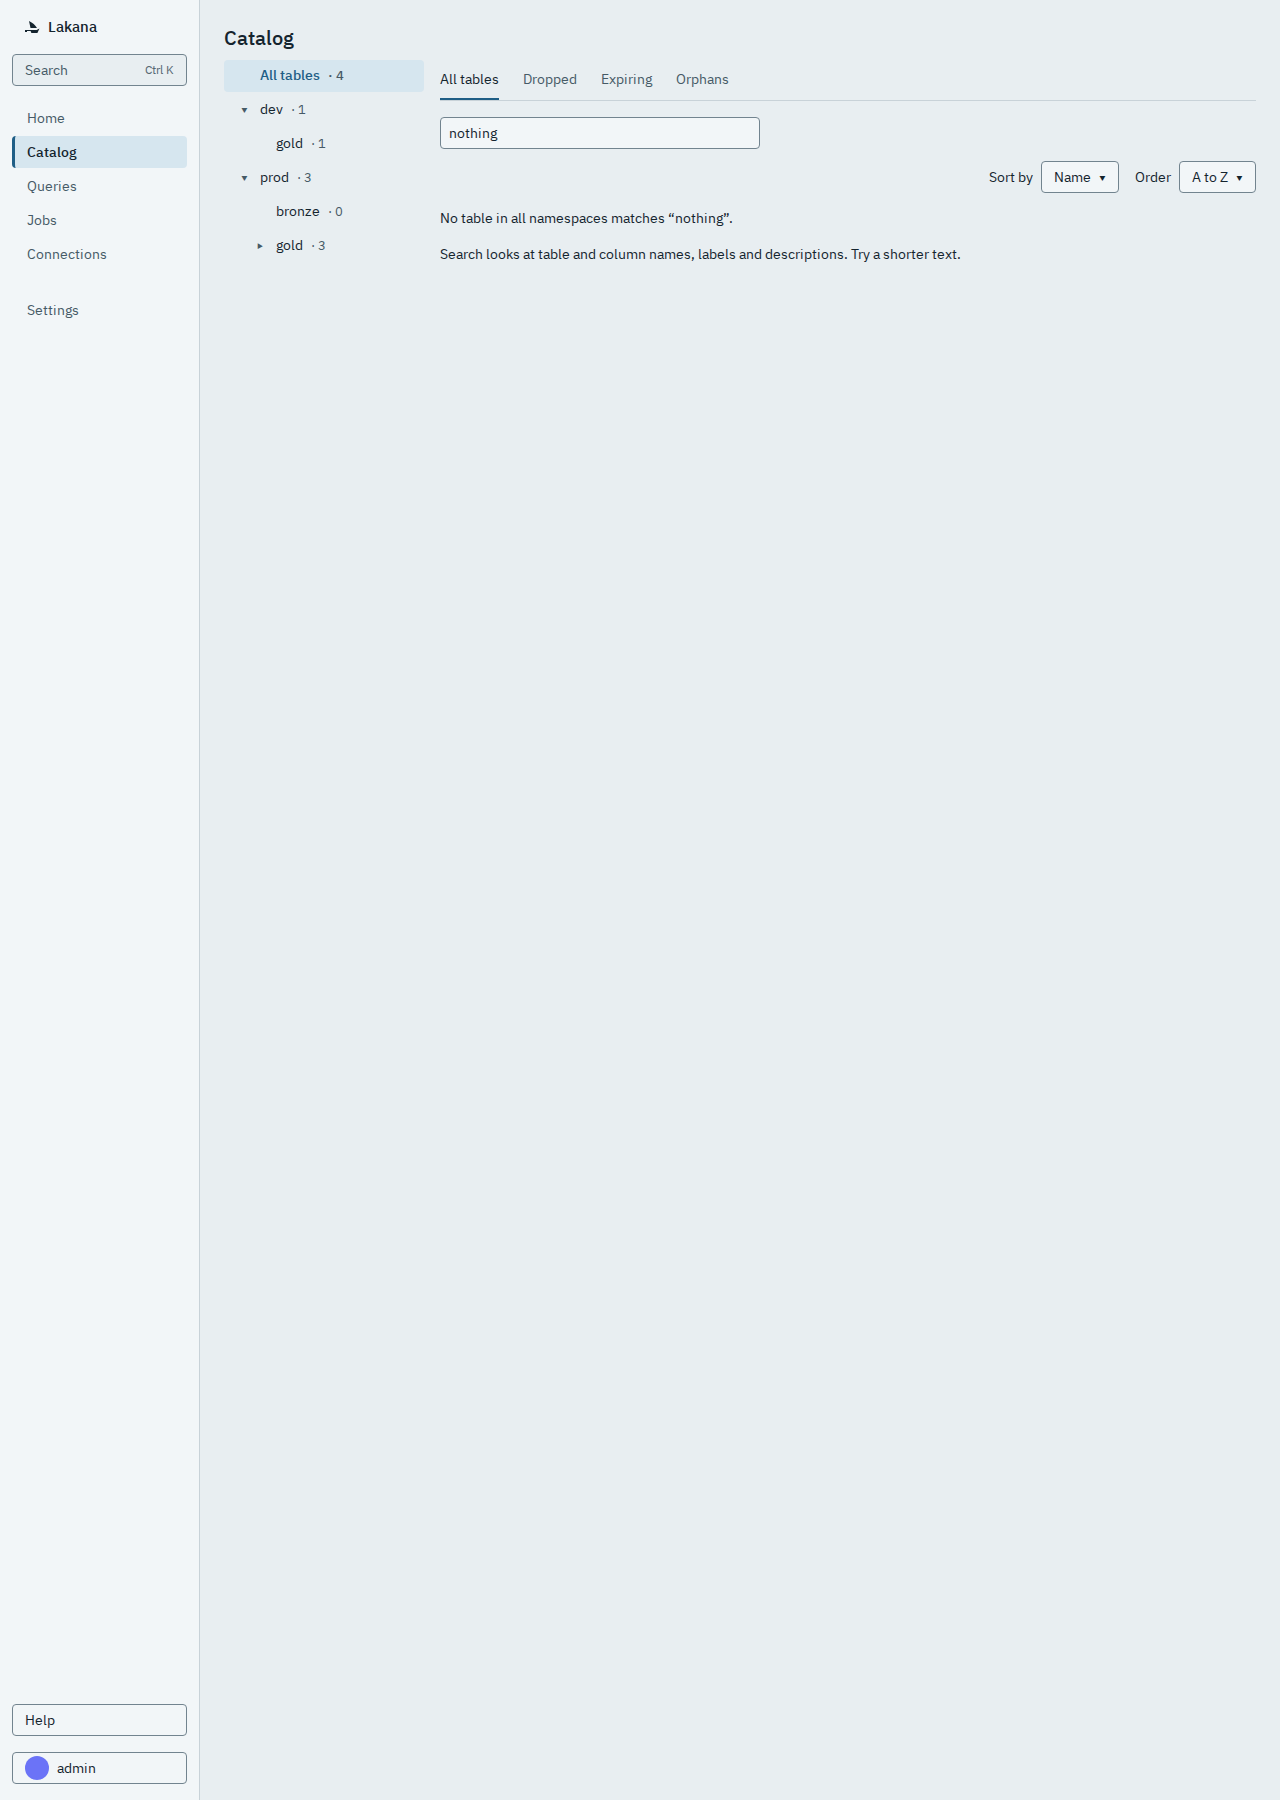 Lakana
Search Ctrl K
Home
Catalog
Queries
Jobs
Connections
Settings
Help
admin
Catalog
All tables · 4
▾ dev · 1
gold · 1
▾ prod · 3
bronze · 0
▸ gold · 3
All tables Dropped Expiring Orphans
nothing
Sort by Name ▾ Order A to Z ▾
No table in all namespaces matches “nothing”.
Search looks at table and column names, labels and descriptions. Try a shorter text.